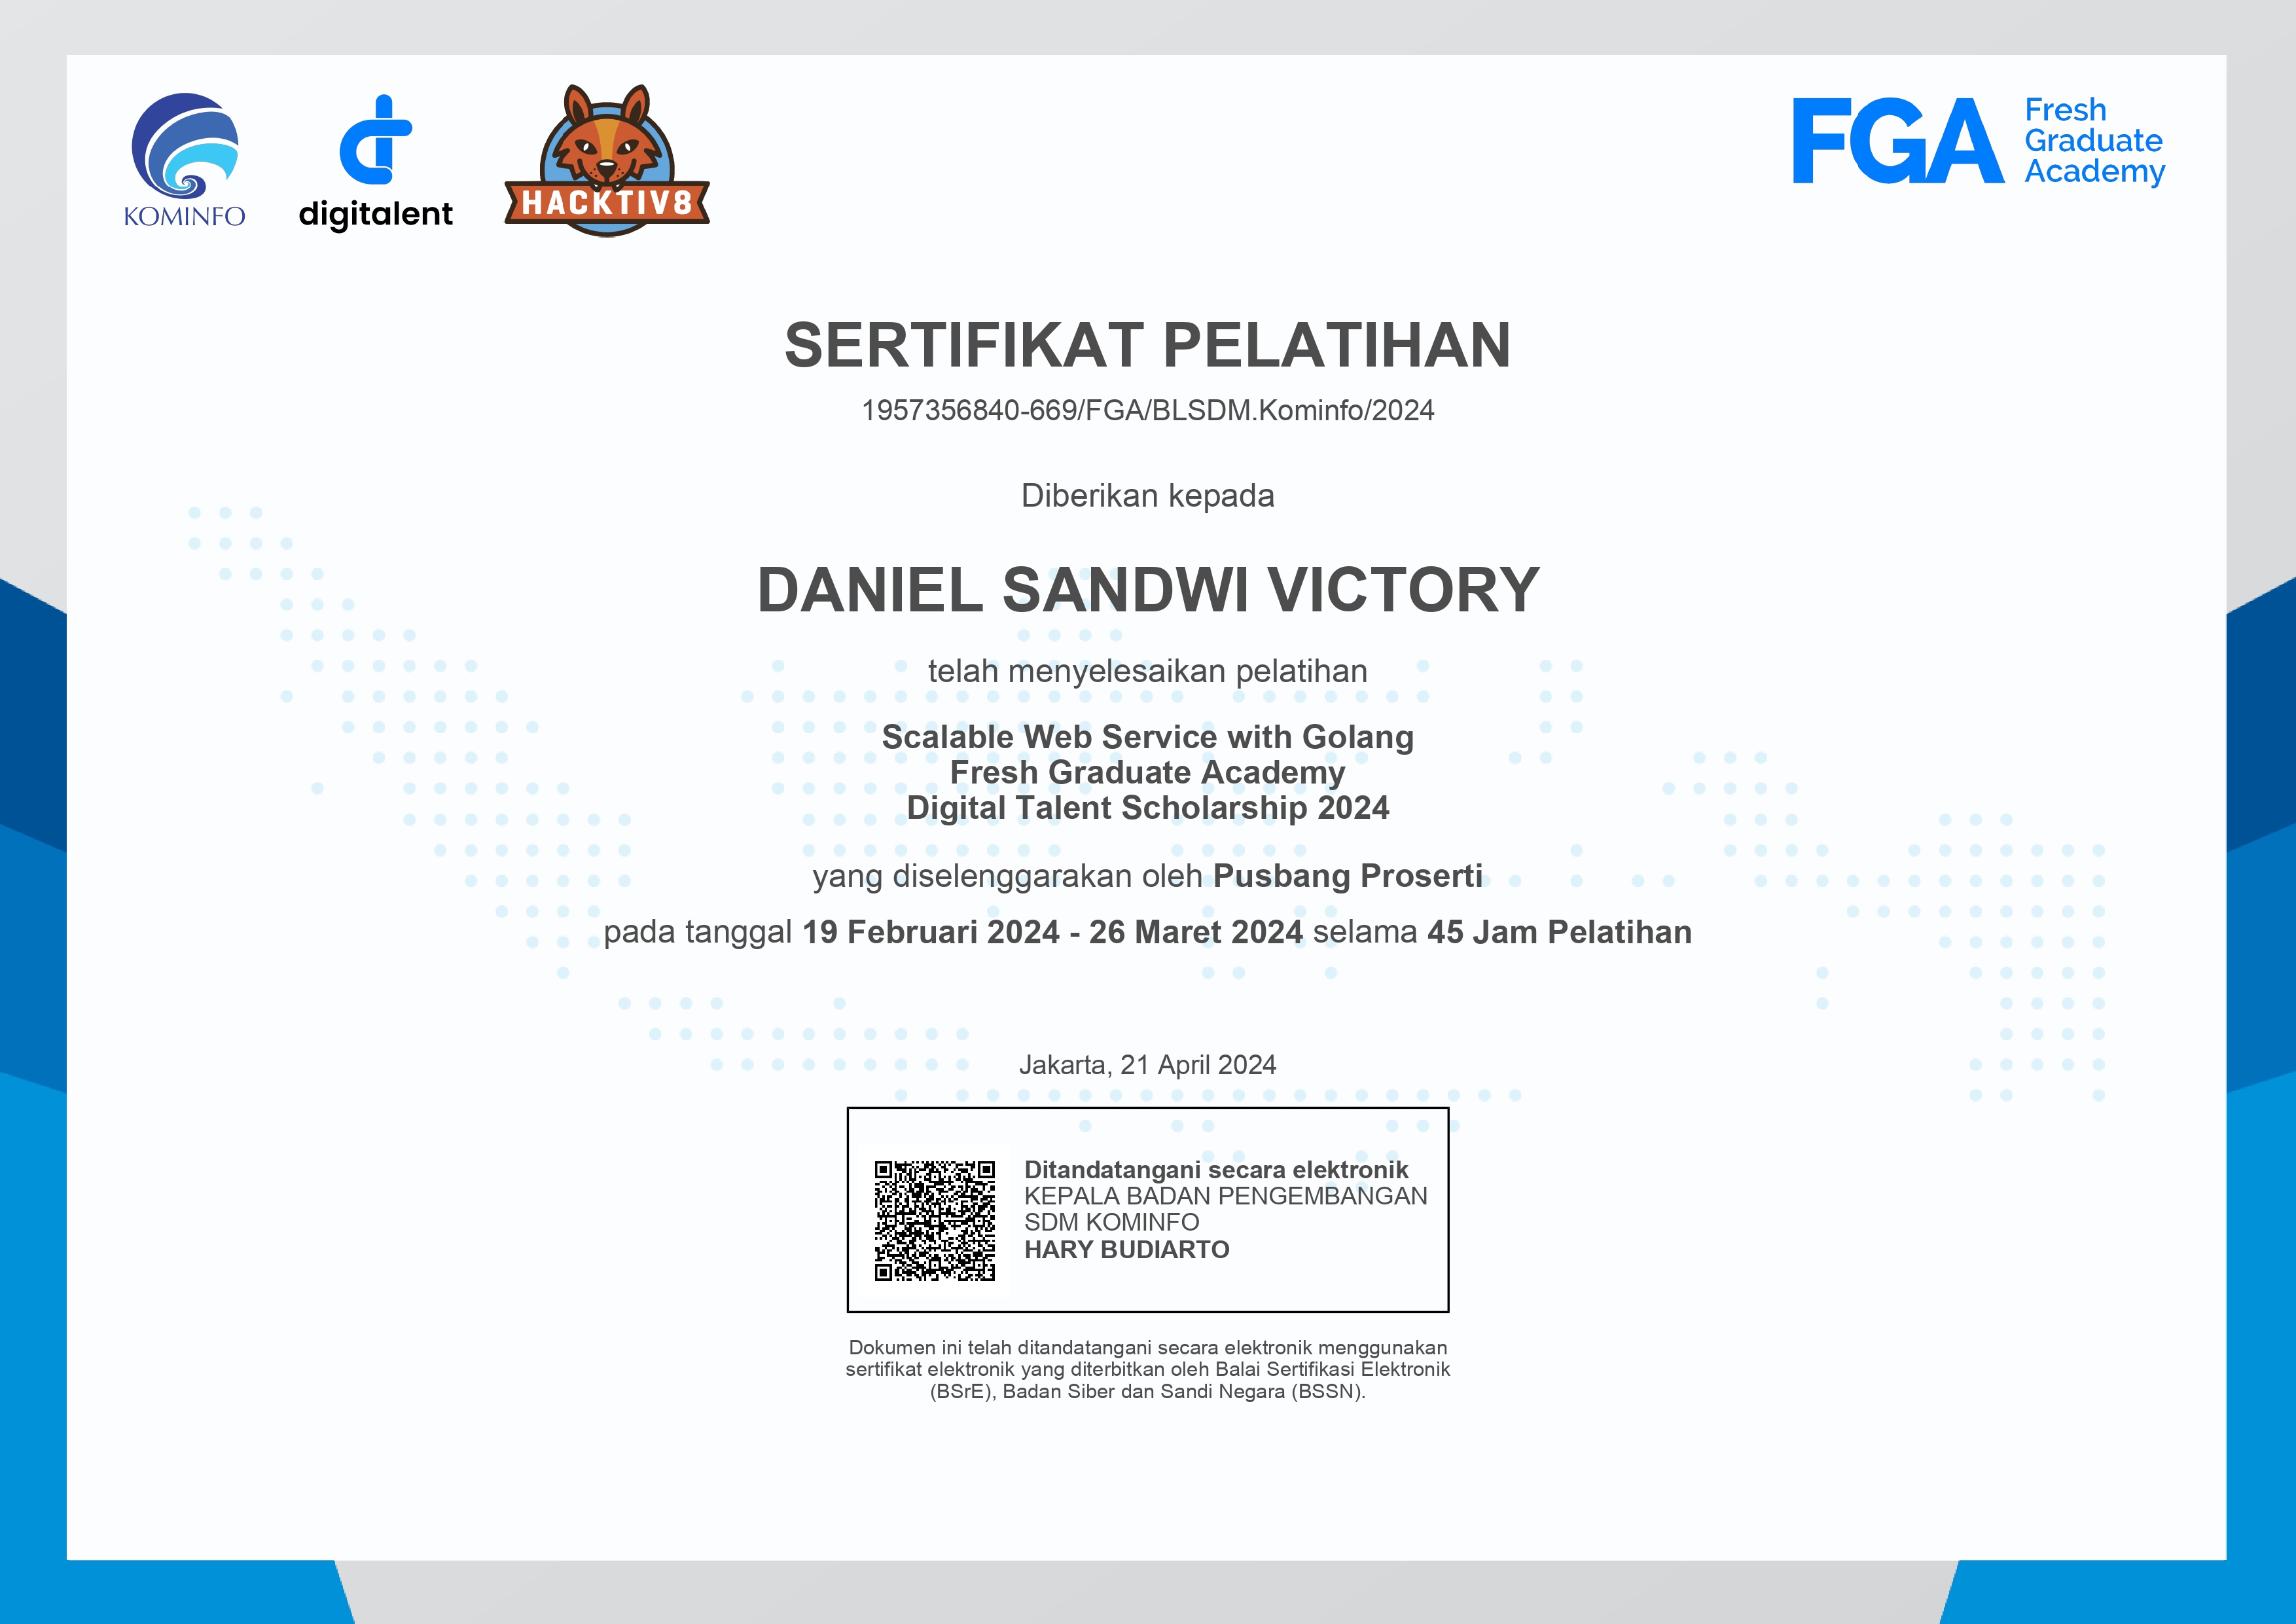 KOMINFO
digitalent
HACKTIV8
FGA
Fresh
Graduate
Academy
SERTIFIKAT PELATIHAN
1957356840-669/FGA/BLSDM.Kominfo/2024
Diberikan kepada
DANIEL SANDWI VICTORY
telah menyelesaikan pelatihan
Scalable Web Service with Golang
Fresh Graduate Academy
Digital Talent Scholarship 2024
yang diselenggarakan oleh Pusbang Proserti
pada tanggal 19 Februari 2024 - 26 Maret 2024 selama 45 Jam Pelatihan
Jakarta, 21 April 2024
Ditandatangani secara elektronik
KEPALA BADAN PENGEMBANGAN
SDM KOMINFO
HARY BUDIARTO
Dokumen ini telah ditandatangani secara elektronik menggunakan
sertifikat elektronik yang diterbitkan oleh Balai Sertifikasi Elektronik
(BSrE), Badan Siber dan Sandi Negara (BSSN).